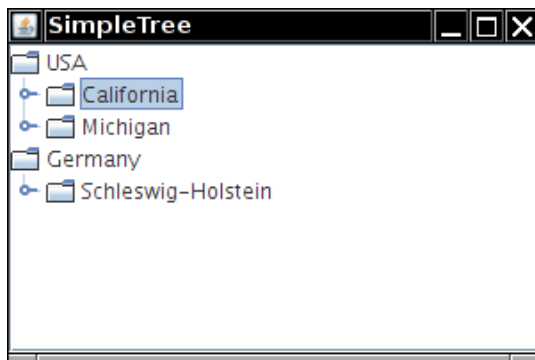 SimpleTree
USA
California
Michigan
Germany
Schleswig-Holstein